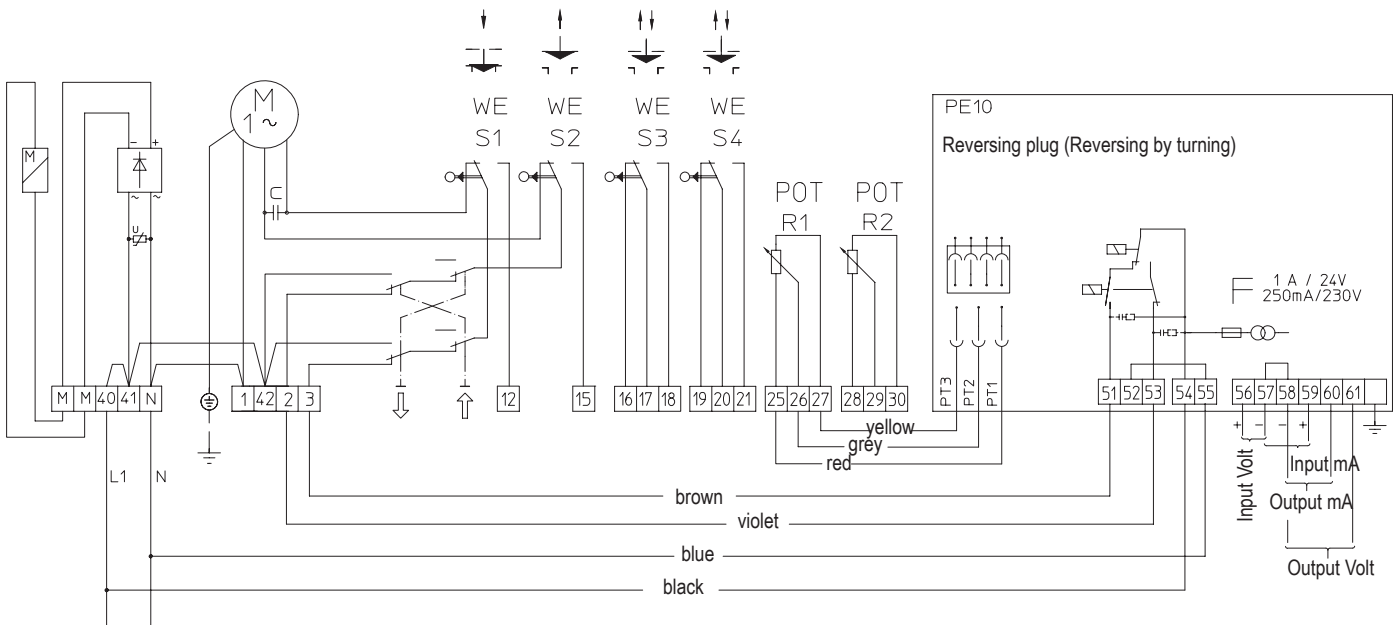 WE WE WE WE
S1 S2 S3 S4
PE10
Reversing plug (Reversing by turning)
M
1 ~
M
- +
~ ~
U
C
POT POT
R1 R2
F 1 A / 24V
250mA/230V
PT3 PT2 PT1
M M 40 41 N 1 42 2 3 12 15 16 17 18 19 20 21 25 26 27 28 29 30 51 52 53 54 55 56 57 58 59 60 61
+ - - +
yellow
grey
red
L1 N
Input Volt
Input mA
brown
Output mA
violet
blue
Output Volt
black